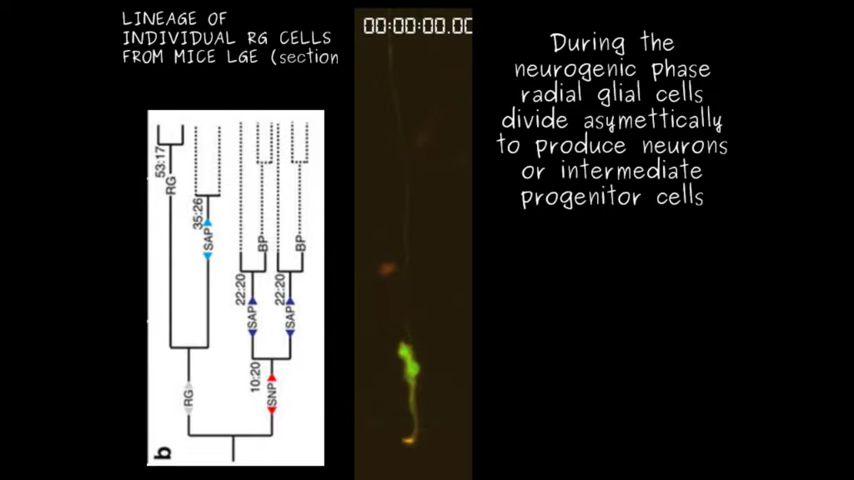 LINEAGE OF
INDIVIDUAL RG CELLS
FROM MICE LGE (section
00:00:00.00
During the
neurogenic phase
radial glial cells
divide asymettically
to produce neurons
or intermediate
progenitor cells
53:17
RG
35:26
SAP
BP
BP
22:20
22:20
SAP
SAP
10:20
RG
SNP
b